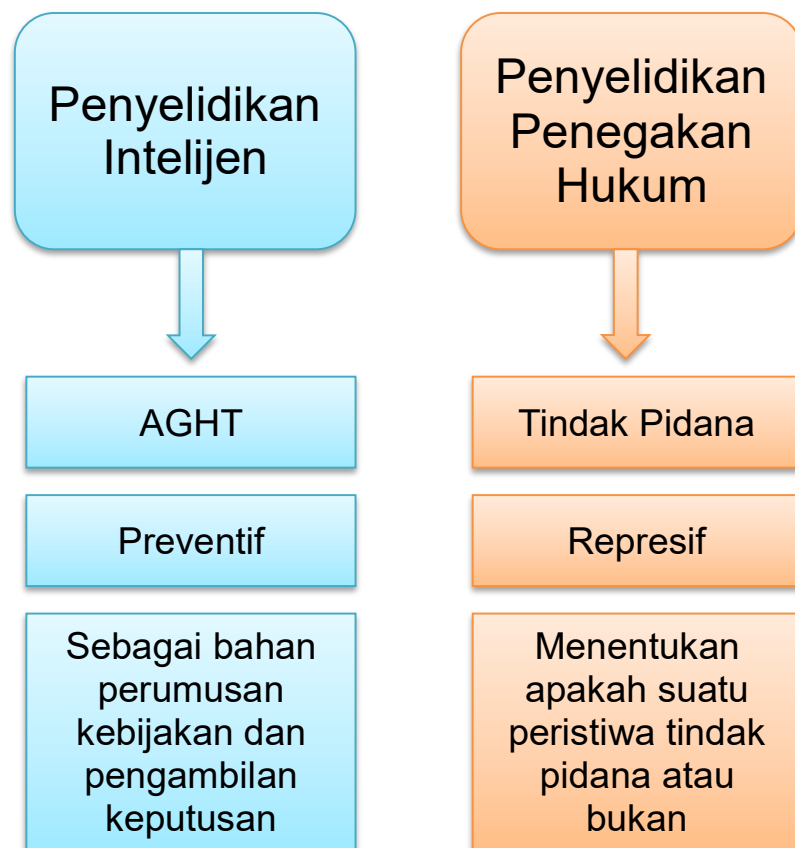 Penyelidikan
Intelijen
AGHT
Preventif
Sebagai bahan
perumusan
kebijakan dan
pengambilan
keputusan
Penyelidikan
Penegakan
Hukum
Tindak Pidana
Represif
Menentukan
apakah suatu
peristiwa tindak
pidana atau
bukan